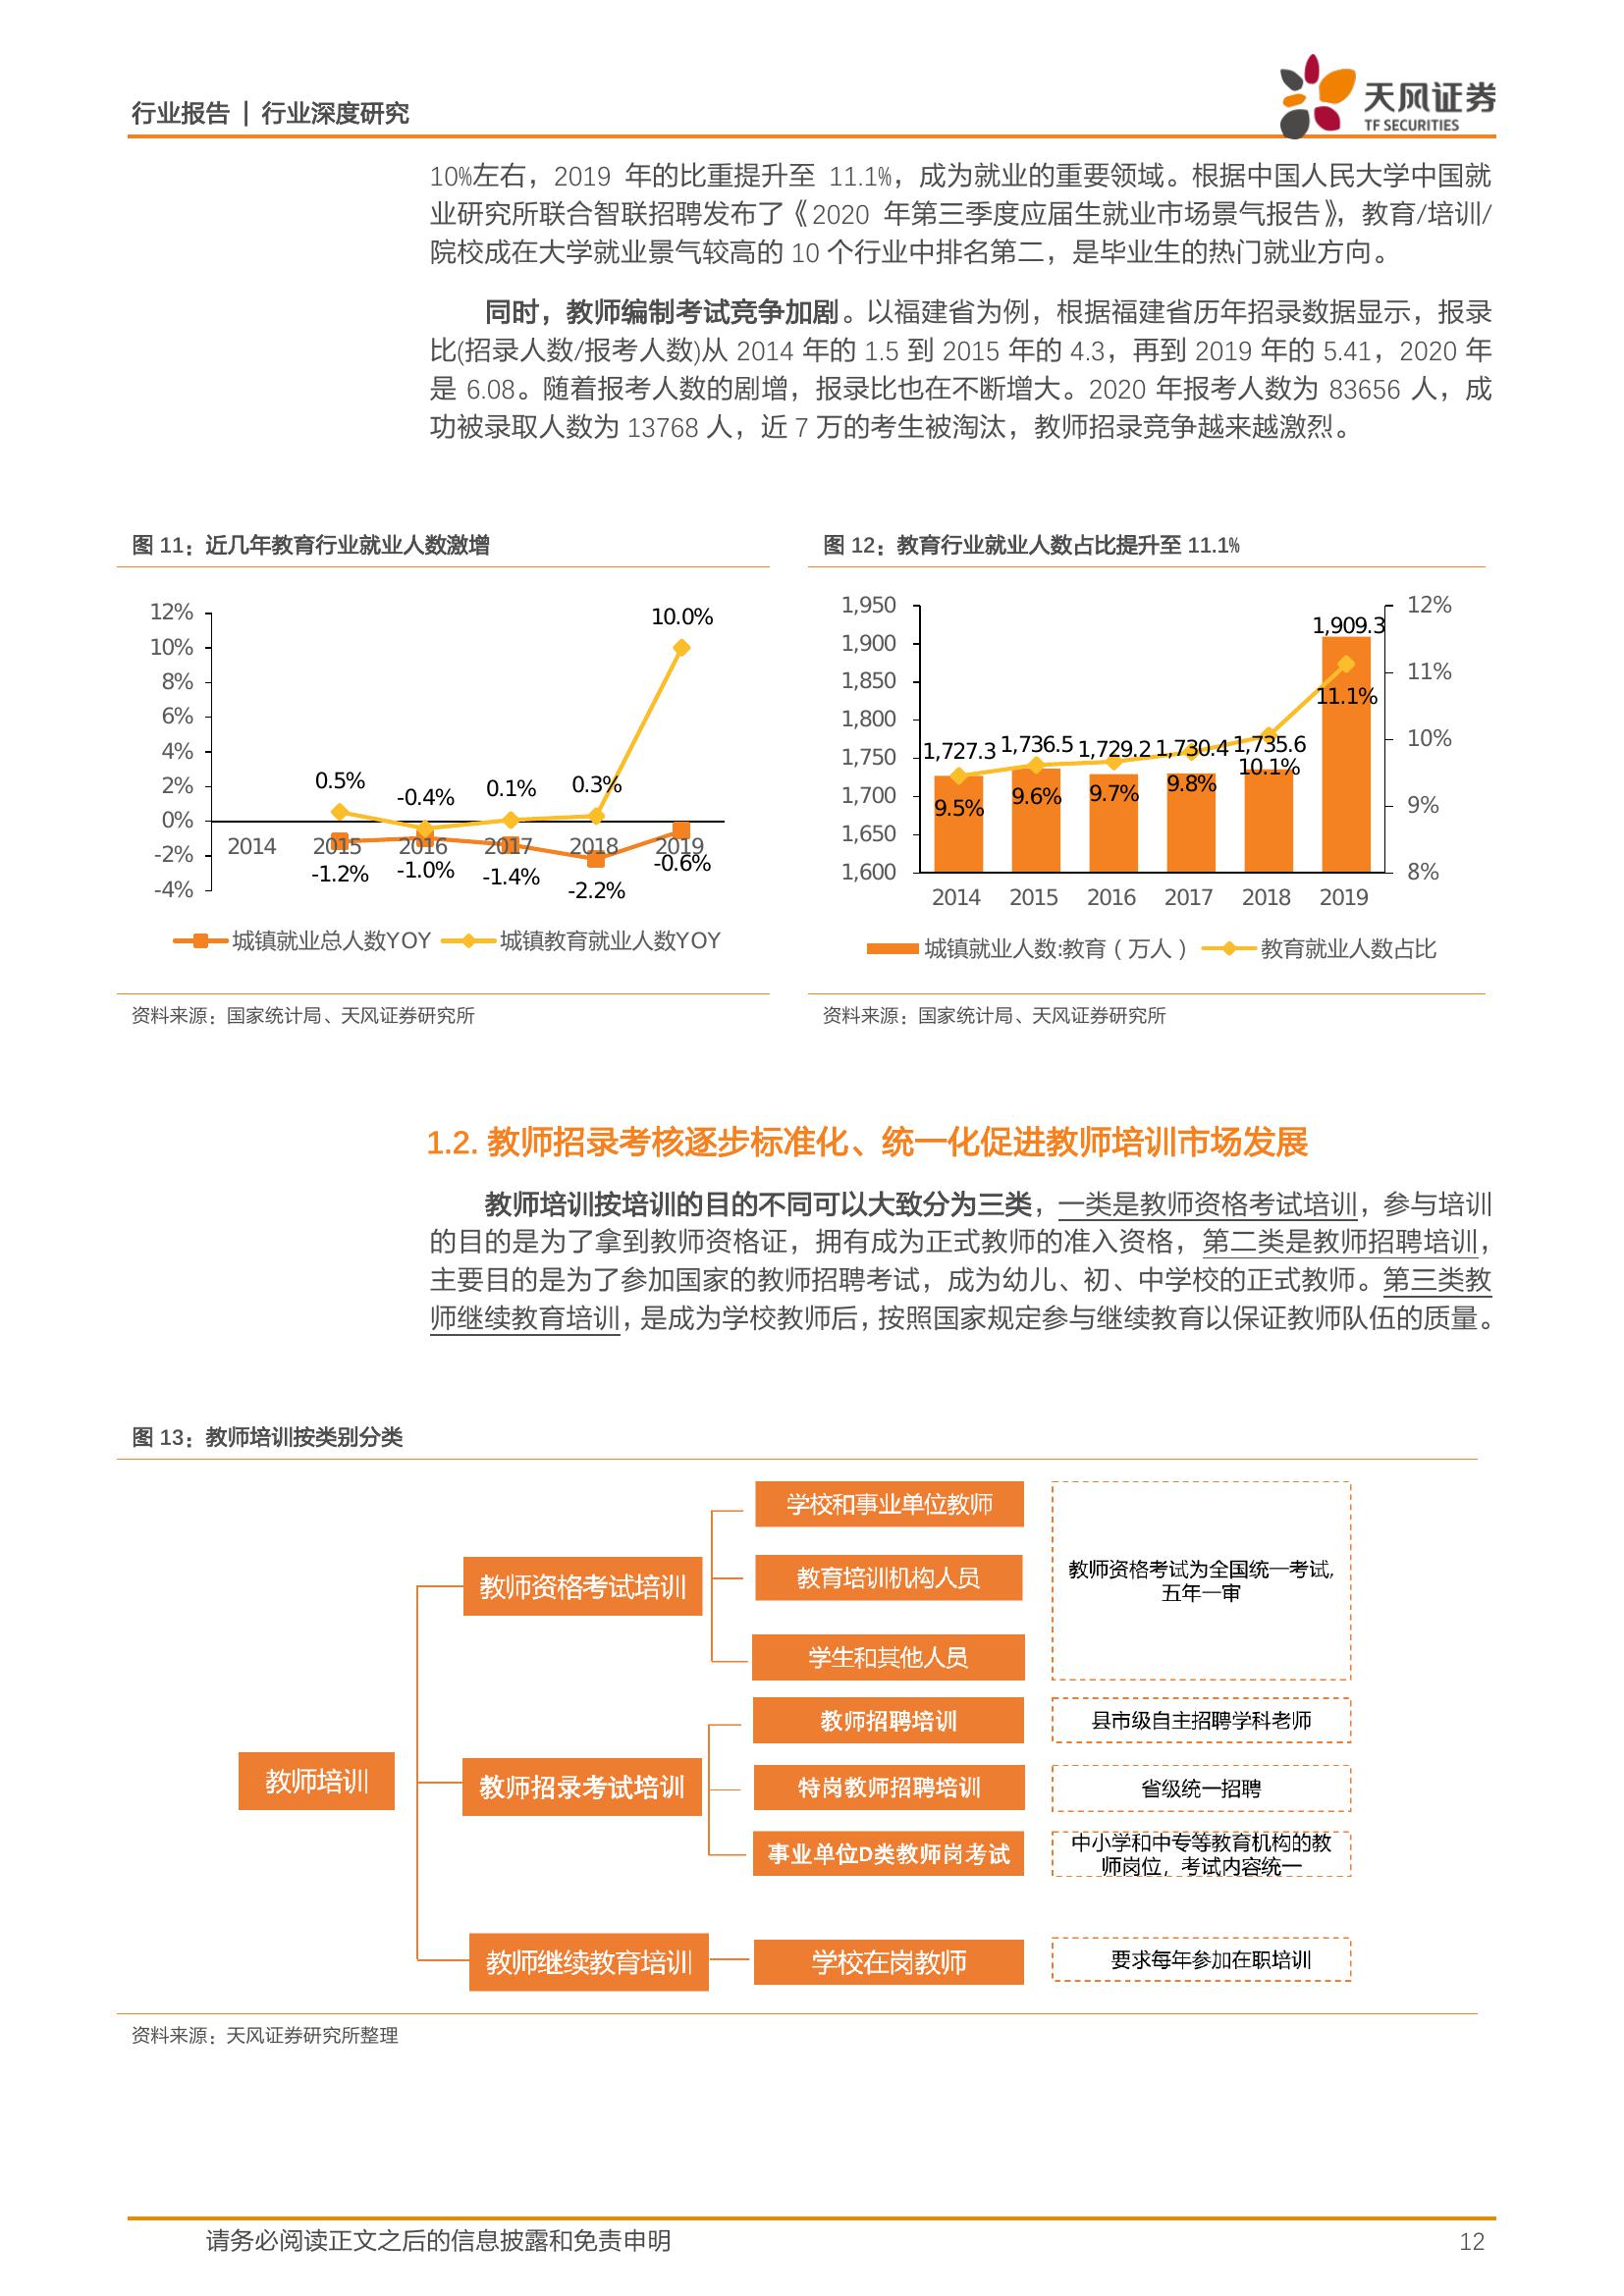 行业报告 | 行业深度研究
天风证券
TF SECURITIES
10%左右，2019 年的比重提升至 11.1%，成为就业的重要领域。根据中国人民大学中国就
业研究所联合智联招聘发布了《2020 年第三季度应届生就业市场景气报告》，教育/培训/
院校成在大学就业景气较高的 10 个行业中排名第二，是毕业生的热门就业方向。
同时，教师编制考试竞争加剧。以福建省为例，根据福建省历年招录数据显示，报录
比(招录人数/报考人数)从 2014 年的 1.5 到 2015 年的 4.3，再到 2019 年的 5.41，2020 年
是 6.08。随着报考人数的剧增，报录比也在不断增大。2020 年报考人数为 83656 人，成
功被录取人数为 13768 人，近 7 万的考生被淘汰，教师招录竞争越来越激烈。
图 11：近几年教育行业就业人数激增
12%
10%
8%
6%
4%
2%
0%
-2%
-4%
10.0%
0.5%
-0.4%
0.1%
0.3%
2014
2015
2016
2017
2018
2019
-1.2%
-1.0%
-1.4%
-2.2%
-0.6%
城镇就业总人数YOY
城镇教育就业人数YOY
资料来源：国家统计局、天风证券研究所
图 12：教育行业就业人数占比提升至 11.1%
1,950
1,900
1,850
1,800
1,750
1,700
1,650
1,600
12%
11%
10%
9%
8%
1,727.3
1,736.5
1,729.2
1,730.4
1,735.6
1,909.3
9.5%
9.6%
9.7%
9.8%
10.1%
11.1%
2014
2015
2016
2017
2018
2019
城镇就业人数:教育（万人）
教育就业人数占比
资料来源：国家统计局、天风证券研究所
1.2. 教师招录考核逐步标准化、统一化促进教师培训市场发展
教师培训按培训的目的不同可以大致分为三类，一类是教师资格考试培训，参与培训
的目的是为了拿到教师资格证，拥有成为正式教师的准入资格，第二类是教师招聘培训，
主要目的是为了参加国家的教师招聘考试，成为幼儿、初、中学校的正式教师。第三类教
师继续教育培训，是成为学校教师后，按照国家规定参与继续教育以保证教师队伍的质量。
图 13：教师培训按类别分类
教师培训
教师资格考试培训
学校和事业单位教师
教育培训机构人员
学生和其他人员
教师资格考试为全国统一考试,
五年一审
教师招录考试培训
教师招聘培训
县市级自主招聘学科老师
特岗教师招聘培训
省级统一招聘
事业单位D类教师岗考试
中小学和中专等教育机构的教
师岗位，考试内容统一
教师继续教育培训
学校在岗教师
要求每年参加在职培训
资料来源：天风证券研究所整理
请务必阅读正文之后的信息披露和免责申明
12